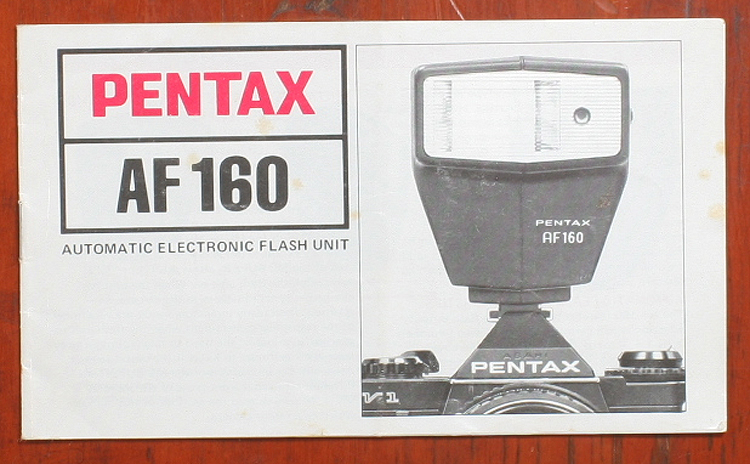 PENTAX
AF 160
AUTOMATIC ELECTRONIC FLASH UNIT
PENTAX
AF160
ASAHI
PENTAX